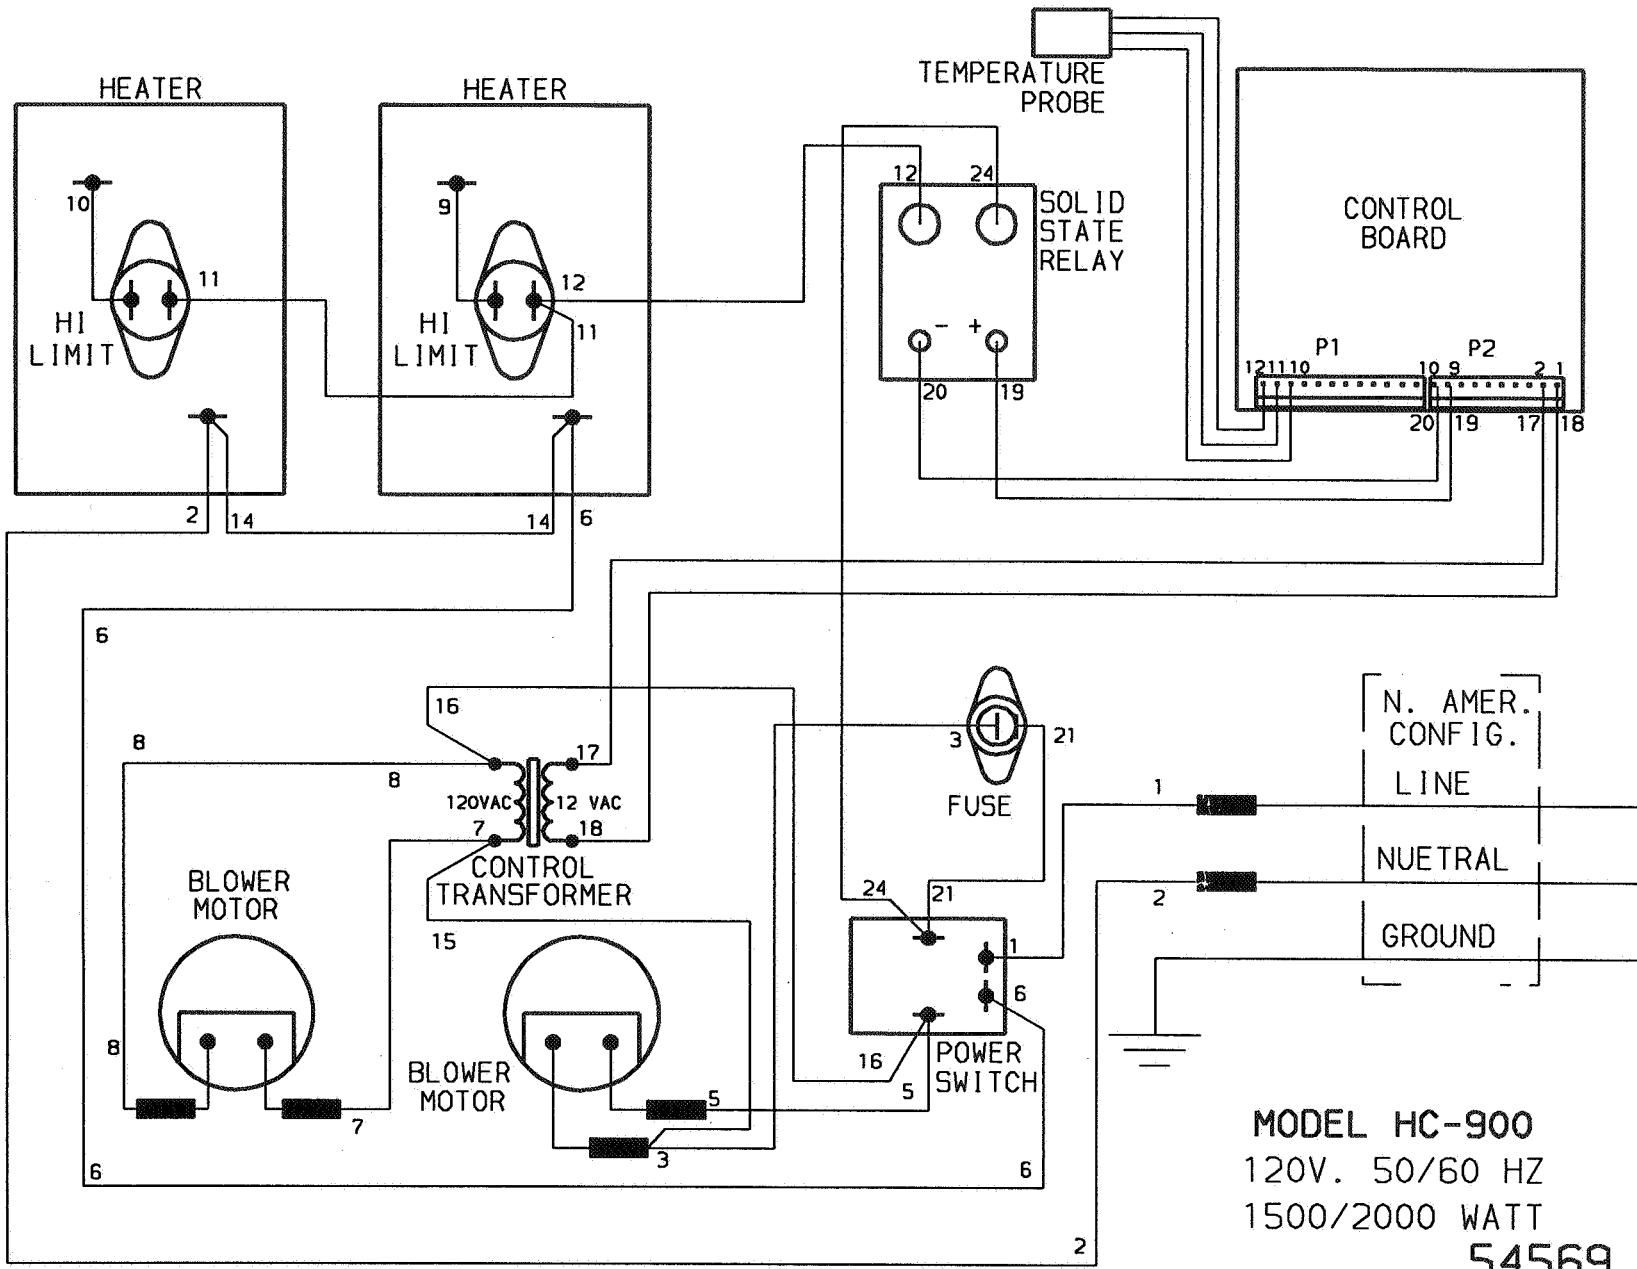 TEMPERATURE
PROBE
HEATER
HEATER
12
24
SOLID
STATE
RELAY
CONTROL
BOARD
10
9
11
12
HI
LIMIT
HI
LIMIT
11
-
+
P1
P2
12 11 10
10 9
2 1
20
19
20
19
17
18
2
14
14
6
6
16
N. AMER.
CONFIG.
8
8
17
3
21
120VAC
12 VAC
FUSE
1
LINE
7
18
CONTROL
TRANSFORMER
BLOWER
MOTOR
24
21
2
NUETRAL
15
1
GROUND
6
8
16
POWER
SWITCH
BLOWER
MOTOR
5
5
7
3
6
6
MODEL HC-900
120V. 50/60 HZ
1500/2000 WATT
2
54569